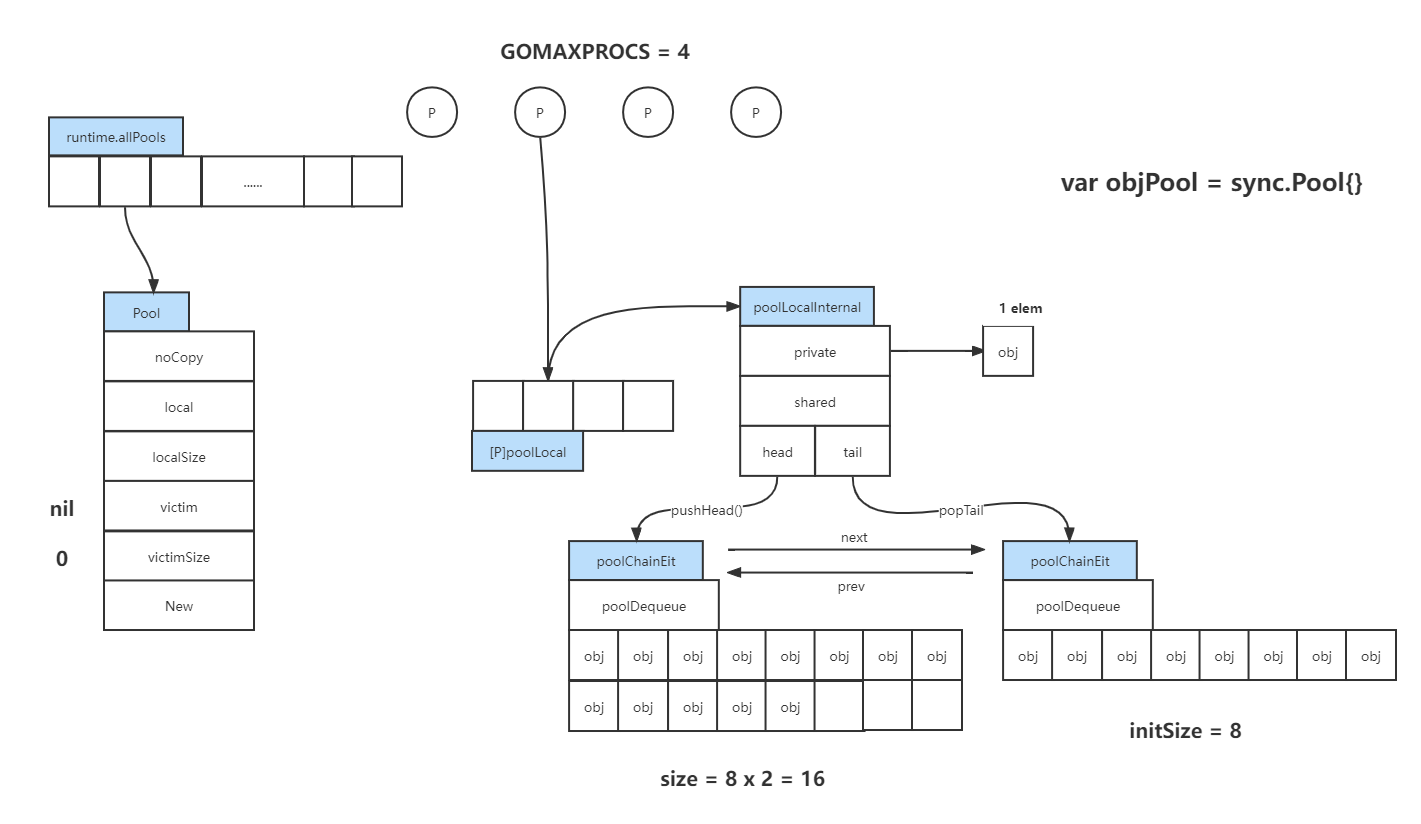 GOMAXPROCS = 4
P P P P
runtime.allPools
......
var objPool = sync.Pool{}
Pool
noCopy
local
localSize
nil
victim
0
victimSize
New
[P]poolLocal
poolLocalInternal
private
shared
head tail
1 elem
obj
pushHead()
popTail
poolChainEit
poolDequeue
obj obj obj obj obj obj obj obj
obj obj obj obj obj
size = 8 x 2 = 16
next
prev
poolChainEit
poolDequeue
obj obj obj obj obj obj obj obj
initSize = 8